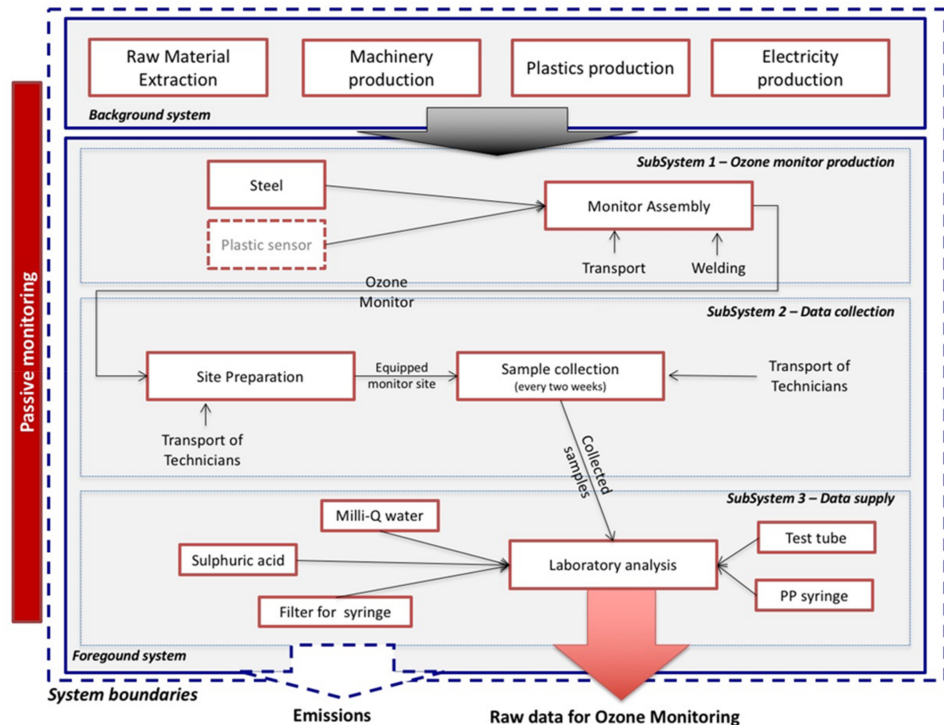 Raw Material
Extraction
Machinery
production
Plastics production
Electricity
production
Background system
Passive monitoring
SubSystem 1 – Ozone monitor production
Steel
Monitor Assembly
Plastic sensor
Transport
Welding
Ozone
Monitor
SubSystem 2 – Data collection
Site Preparation
Equipped
monitor site
Sample collection
(every two weeks)
Transport of
Technicians
Transport of
Technicians
Collected
samples
SubSystem 3 – Data supply
Milli-Q water
Sulphuric acid
Filter for syringe
Laboratory analysis
Test tube
PP syringe
Foregound system
System boundaries
Emissions
Raw data for Ozone Monitoring